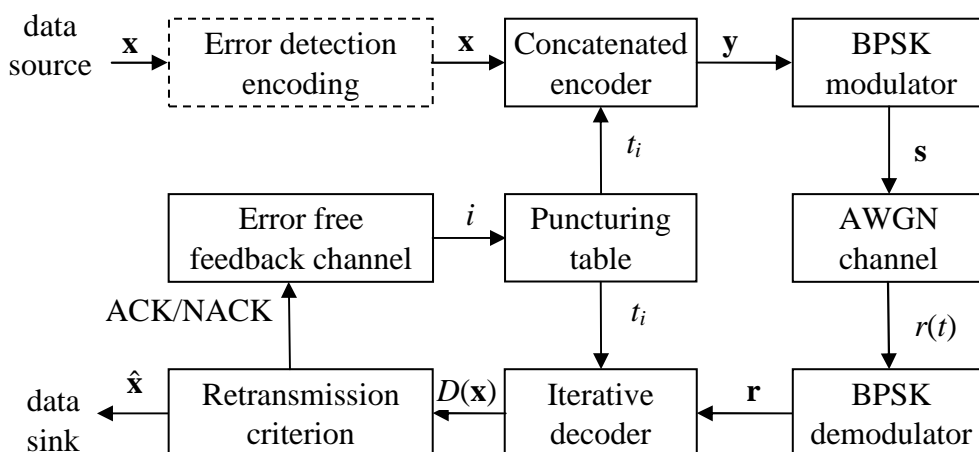 data
source
x
Error detection
encoding
x
Concatenated
encoder
y
BPSK
modulator
t_i
s
Error free
feedback channel
i
Puncturing
table
AWGN
channel
ACK/NACK
t_i
r(t)
data
sink
x̂
Retransmission
criterion
D(x)
Iterative
decoder
r
BPSK
demodulator